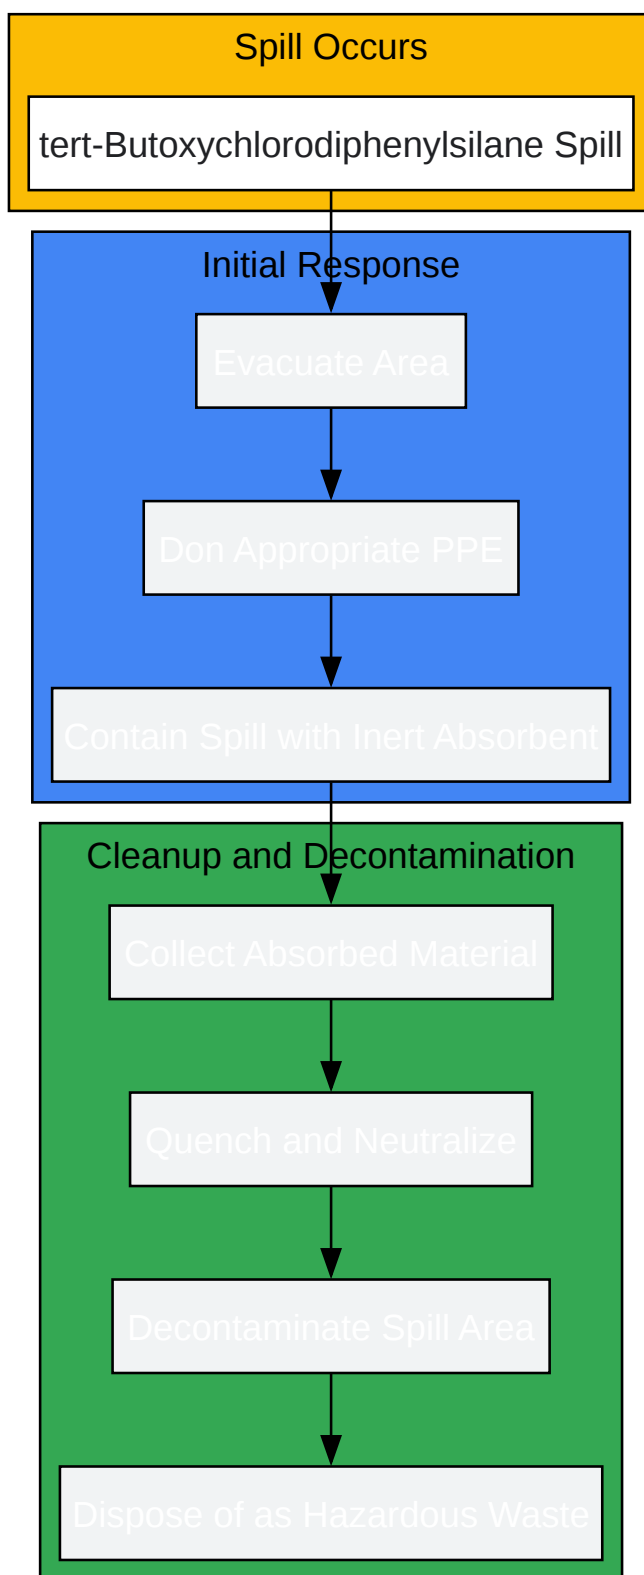 Spill Occurs
tert-Butoxychlorodiphenylsilane Spill
Initial Response
Evacuate Area
Don Appropriate PPE
Contain Spill with Inert Absorbent
Cleanup and Decontamination
Collect Absorbed Material
Quench and Neutralize
Decontaminate Spill Area
Dispose of as Hazardous Waste